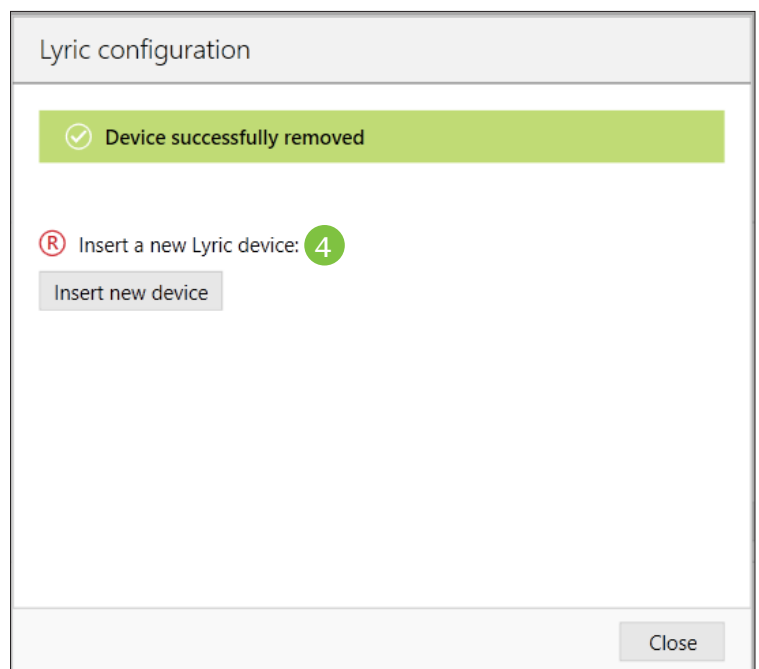 Lyric configuration
Device successfully removed
R Insert a new Lyric device: 4
Insert new device
Close